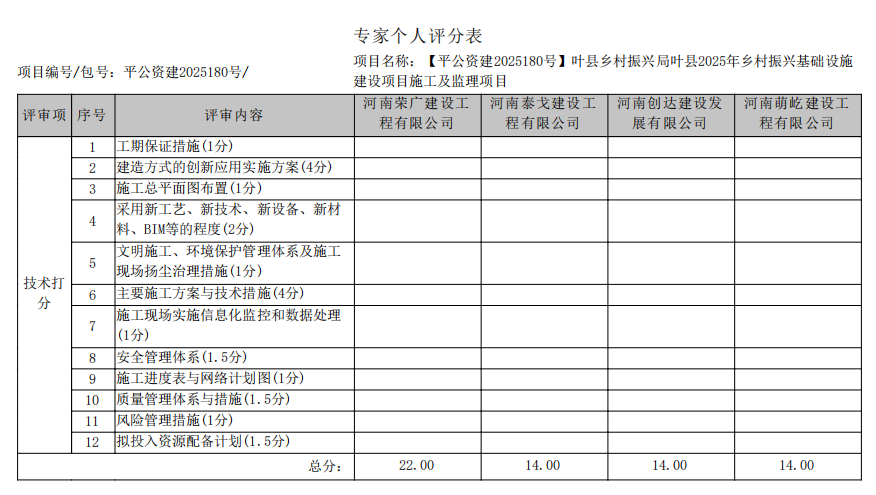 专家个人评分表
项目编号/包号：平公资建2025180号/
项目名称：【平公资建2025180号】叶县乡村振兴局叶县2025年乡村振兴基础设施
建设项目施工及监理项目
评审项 序号 评审内容 河南荣广建设工程有限公司 河南泰戈建设工程有限公司 河南创达建设发展有限公司 河南萌屹建设工程有限公司
技术打分
1 工期保证措施(1分)
2 建造方式的创新应用实施方案(4分)
3 施工总平面图布置(1分)
4 采用新工艺、新技术、新设备、新材
料、BIM等的程度(2分)
5 文明施工、环境保护管理体系及施工
现场扬尘治理措施(1分)
6 主要施工方案与技术措施(4分)
7 施工现场实施信息化监控和数据处理
(1分)
8 安全管理体系(1.5分)
9 施工进度表与网络计划图(1分)
10 质量管理体系与措施(1.5分)
11 风险管理措施(1分)
12 拟投入资源配备计划(1.5分)
总分： 22.00 14.00 14.00 14.00